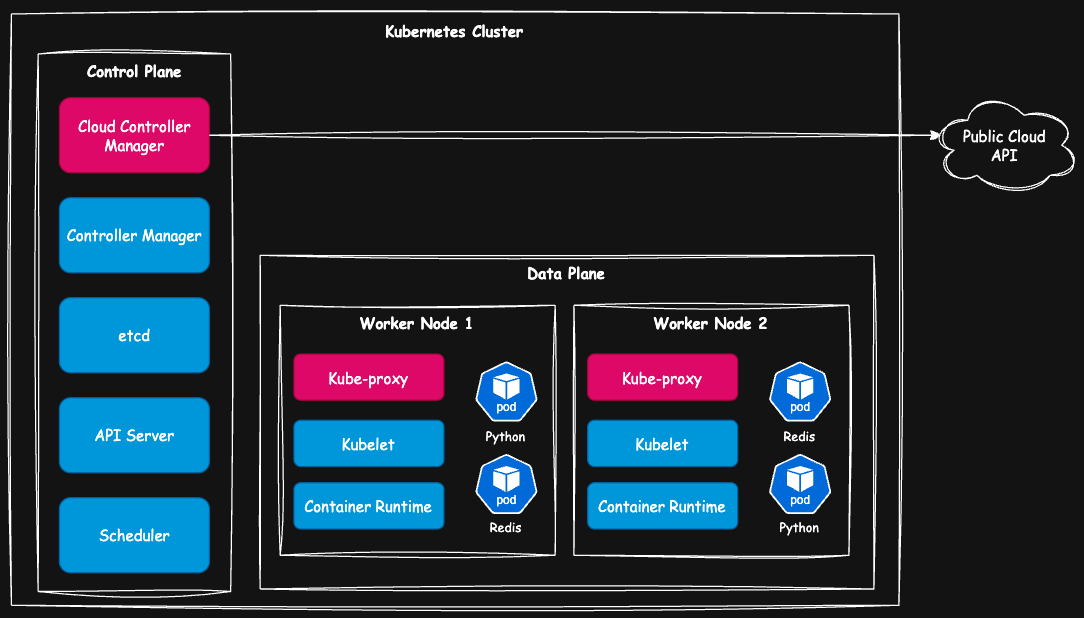 Kubernetes Cluster
Control Plane
Cloud Controller
Manager
Controller Manager
etcd
API Server
Scheduler
Public Cloud
API
Data Plane
Worker Node 1
Kube-proxy
Kubelet
Container Runtime
pod
Python
pod
Redis
Worker Node 2
Kube-proxy
Kubelet
Container Runtime
pod
Redis
pod
Python